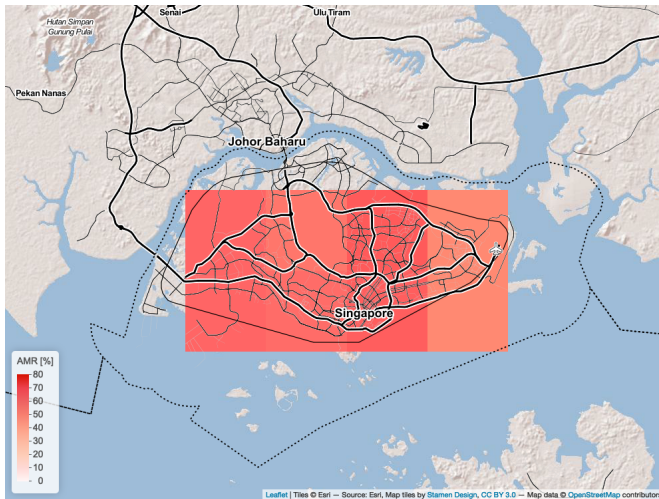 Senai
Ulu Tiram
Hutan Simpan
Gunung Pulai
Pekan Nanas
Johor Baharu
Singapore
AMR [%]
80
70
60
50
40
30
20
10
0
Leaflet | Tiles © Esri — Source: Esri, Map tiles by Stamen Design, CC BY 3.0 — Map data © OpenStreetMap contributor